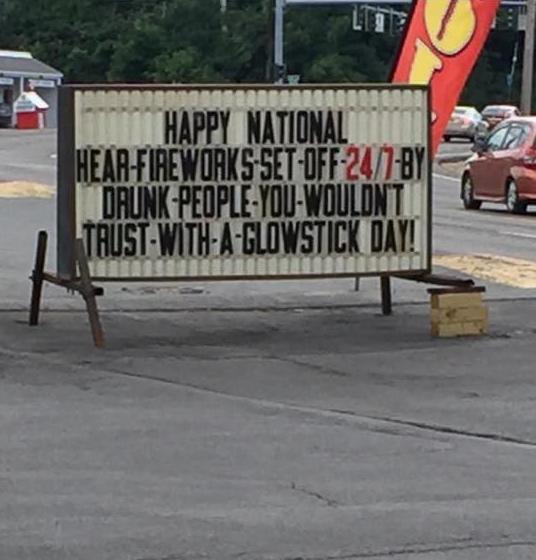 HAPPY NATIONAL
HEAR-FIREWORKS-SET-OFF-24/7-BY
DRUNK-PEOPLE-YOU-WOULDN'T
TRUST-WITH-A-GLOWSTICK DAY!